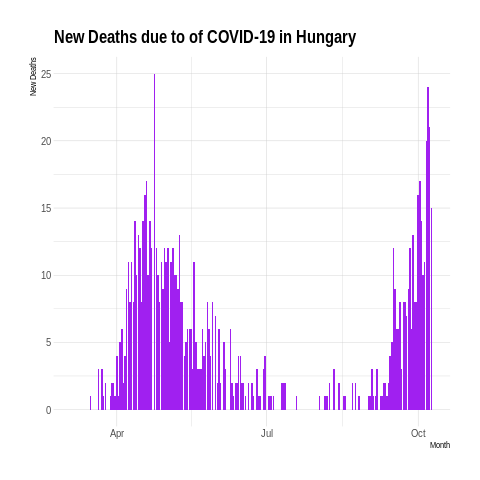 New Deaths due to of COVID-19 in Hungary
New Deaths
25
20
15
10
5
0
Apr
Jul
Oct
Month